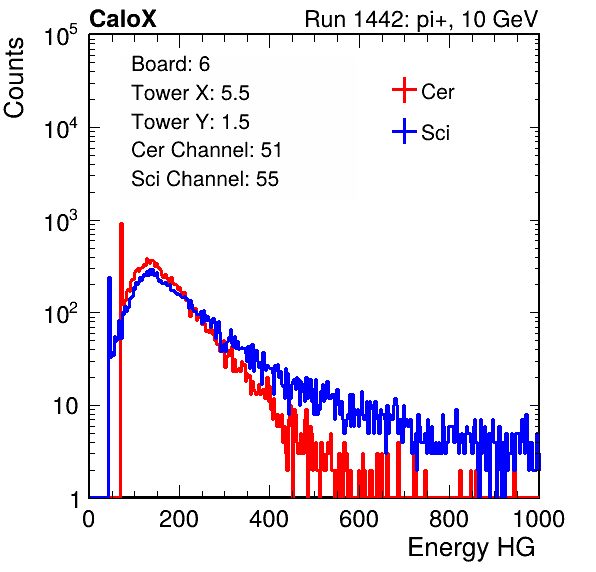 CaloX Run 1442: pi+, 10 GeV
Counts
Board: 6
Tower X: 5.5
Tower Y: 1.5
Cer Channel: 51
Sci Channel: 55
Cer
Sci
10^5
10^4
10^3
10^2
10
1
0 200 400 600 800 1000
Energy HG